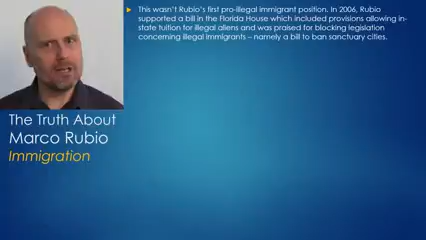 This wasn't Rubio's first pro-illegal immigrant position. In 2006, Rubio
supported a bill in the Florida House which included provisions allowing in-
state tuition for illegal aliens and was praised for blocking legislation
concerning illegal immigrants – namely a bill to ban sanctuary cities.
The Truth About
Marco Rubio
Immigration